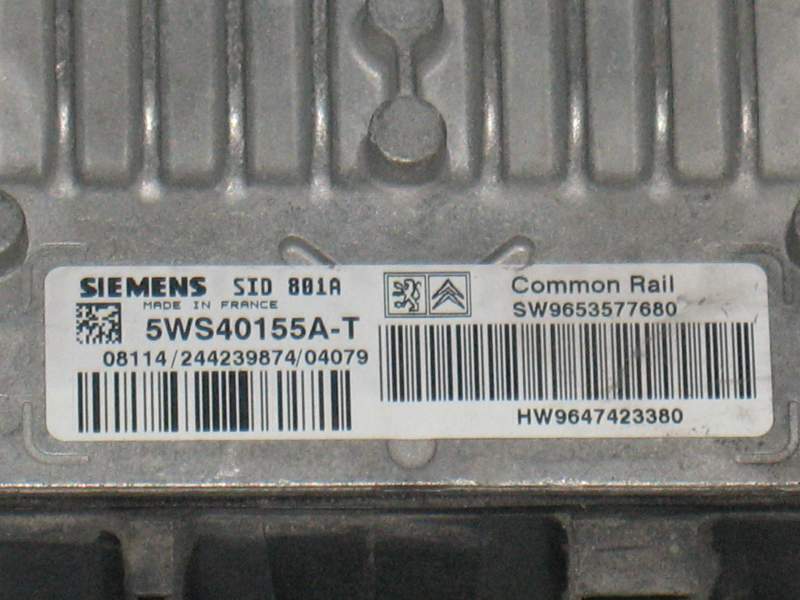 SIEMENS SID 801A
MADE IN FRANCE
5WS40155A-T
08114/244239874/04079
Common Rail
SW9653577680
HW9647423380